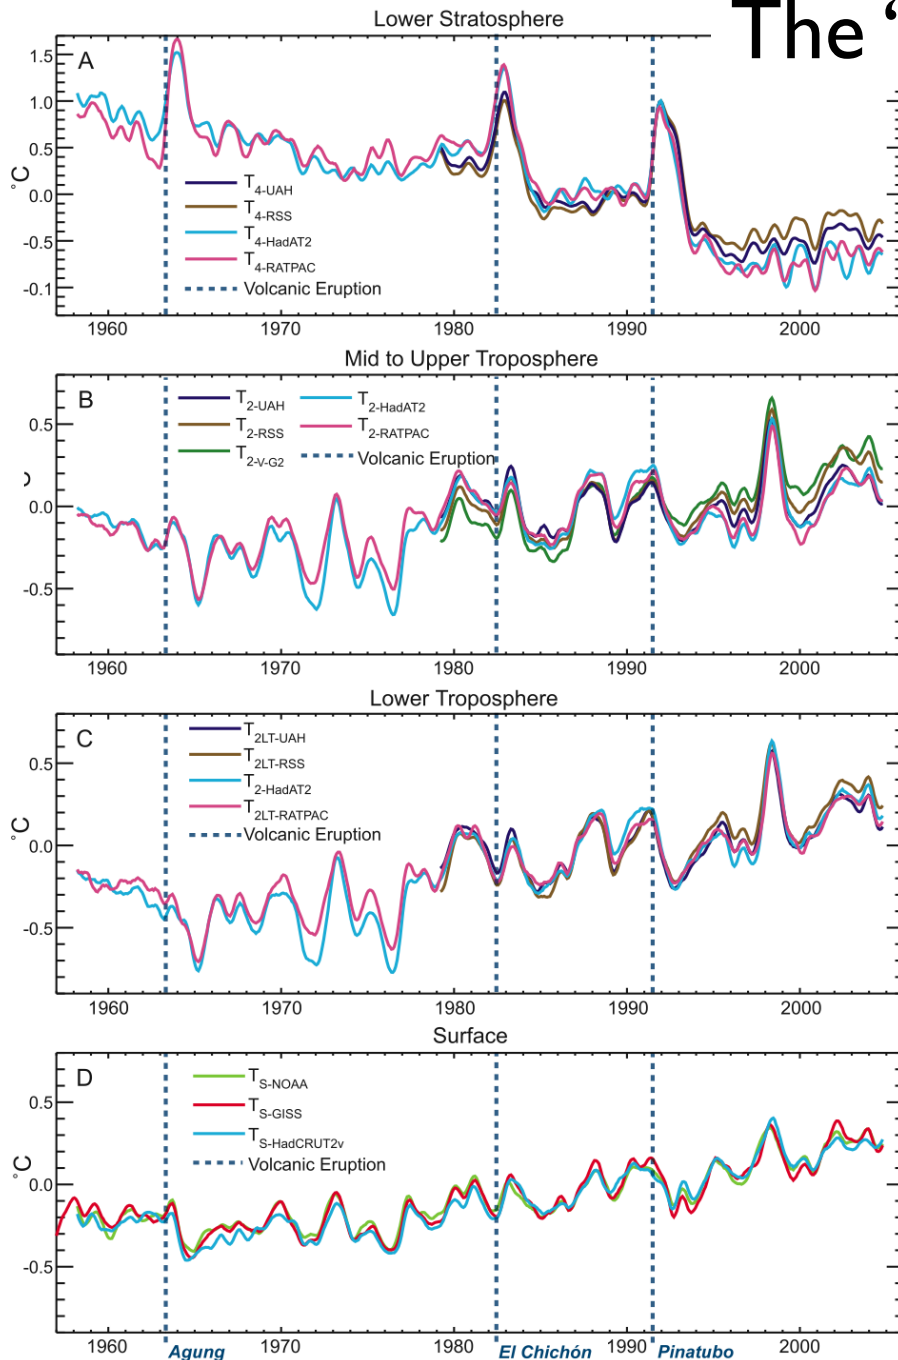 The ‘
Lower Stratosphere
A
1.5
1.0
0.5
0.0
-0.5
-0.1
°C
T4-UAH
T4-RSS
T4-HadAT2
T4-RATPAC
Volcanic Eruption
1960 1970 1980 1990 2000
Mid to Upper Troposphere
B
0.5
0.0
-0.5
T2-UAH T2-HadAT2
T2-RSS T2-RATPAC
T2-V-G2 Volcanic Eruption
1960 1970 1980 1990 2000
Lower Troposphere
C
0.5
0.0
-0.5
°C
T2LT-UAH
T2LT-RSS
T2-HadAT2
T2LT-RATPAC
Volcanic Eruption
1960 1970 1980 1990 2000
Surface
D
0.5
0.0
-0.5
°C
TS-NOAA
TS-GISS
TS-HadCRUT2v
Volcanic Eruption
1960 1970 1980 1990 2000
Agung El Chichón Pinatubo